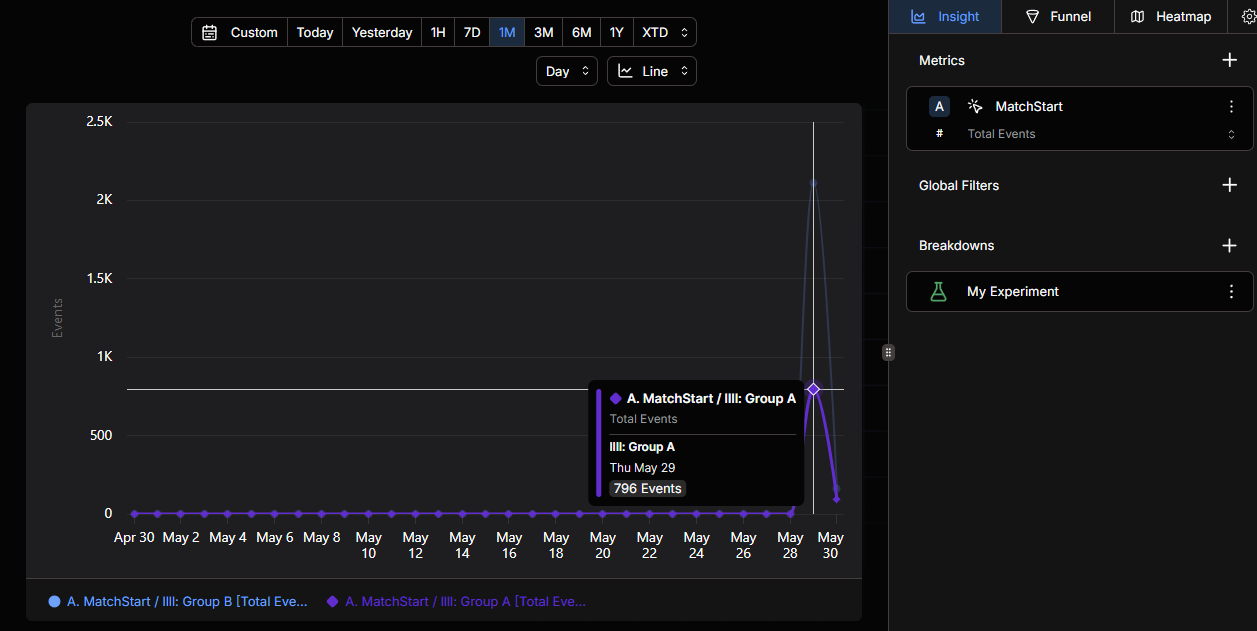 Custom Today Yesterday 1H 7D 1M 3M 6M 1Y XTD
Day Line
2.5K
2K
1.5K
1K
500
0
Events
Apr 30 May 2 May 4 May 6 May 8 May 10 May 12 May 14 May 16 May 18 May 20 May 22 May 24 May 26 May 28 May 30
A. MatchStart / IIII: Group A
Total Events
IIII: Group A
Thu May 29
796 Events
A. MatchStart / IIII: Group B [Total Eve... A. MatchStart / IIII: Group A [Total Eve...
Insight Funnel Heatmap
Metrics
A MatchStart
# Total Events
Global Filters
Breakdowns
My Experiment